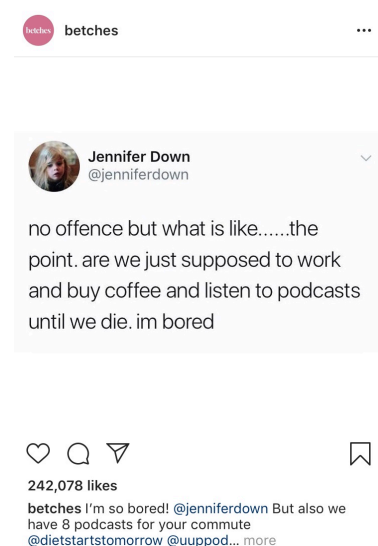 betches
betches
Jennifer Down
@jenniferdown
no offence but what is like......the
point. are we just supposed to work
and buy coffee and listen to podcasts
until we die. im bored
242,078 likes
betches I'm so bored! @jenniferdown But also we
have 8 podcasts for your commute
@dietstartstomorrow @uuppod... more